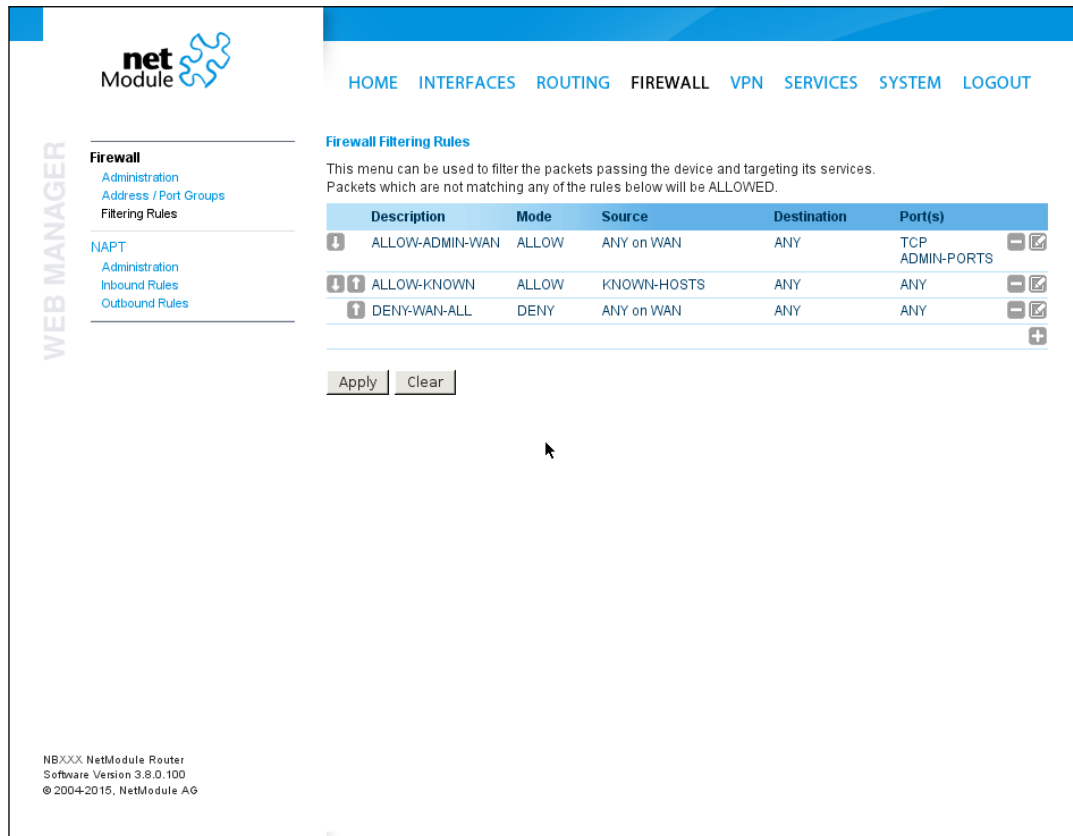 net
Module
HOME INTERFACES ROUTING FIREWALL VPN SERVICES SYSTEM LOGOUT
WEB MANAGER
Firewall
Administration
Address / Port Groups
Filtering Rules
NAPT
Administration
Inbound Rules
Outbound Rules
Firewall Filtering Rules
This menu can be used to filter the packets passing the device and targeting its services.
Packets which are not matching any of the rules below will be ALLOWED.
Description Mode Source Destination Port(s)
ALLOW-ADMIN-WAN ALLOW ANY on WAN ANY TCP
ADMIN-PORTS
ALLOW-KNOWN ALLOW KNOWN-HOSTS ANY ANY
DENY-WAN-ALL DENY ANY on WAN ANY ANY
Apply Clear
NBXXX NetModule Router
Software Version 3.8.0.100
© 2004-2015, NetModule AG